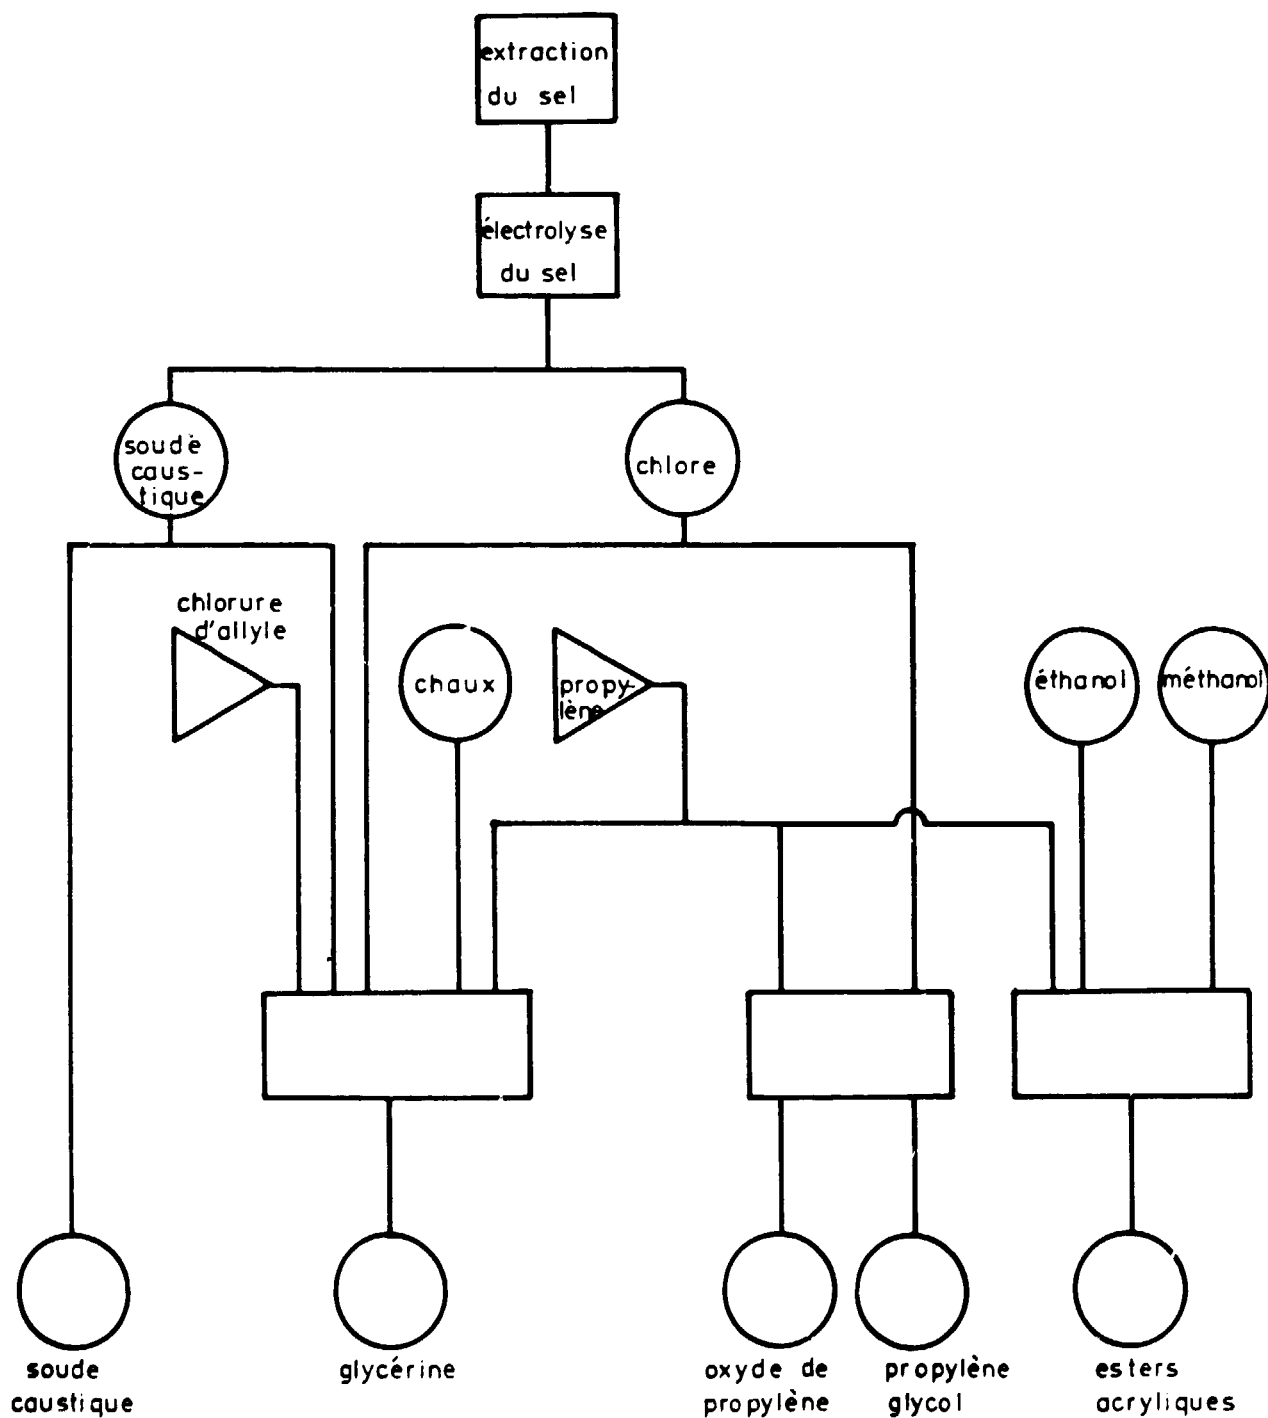 extraction
du sel
électrolyse
du sel
soudè
caus-
tique
chlore
chlorure
d'allyle
chaux
propy-
lène
éthanol
méthanol
soude
caustique
glycérine
oxyde de
propylène
propylène
glycol
esters
acryliques